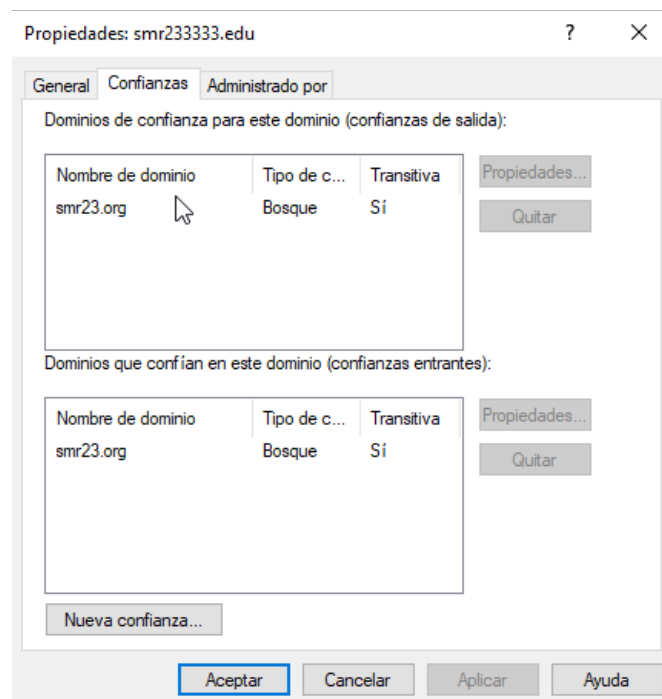 Propiedades: smr233333.edu ? ×
General Confianzas Administrado por
Dominios de confianza para este dominio (confianzas de salida):
Nombre de dominio Tipo de c... Transitiva Propiedades...
smr23.org Bosque Sí Quitar
Dominios que confían en este dominio (confianzas entrantes):
Nombre de dominio Tipo de c... Transitiva Propiedades...
smr23.org Bosque Sí Quitar
Nueva confianza...
Aceptar Cancelar Aplicar Ayuda